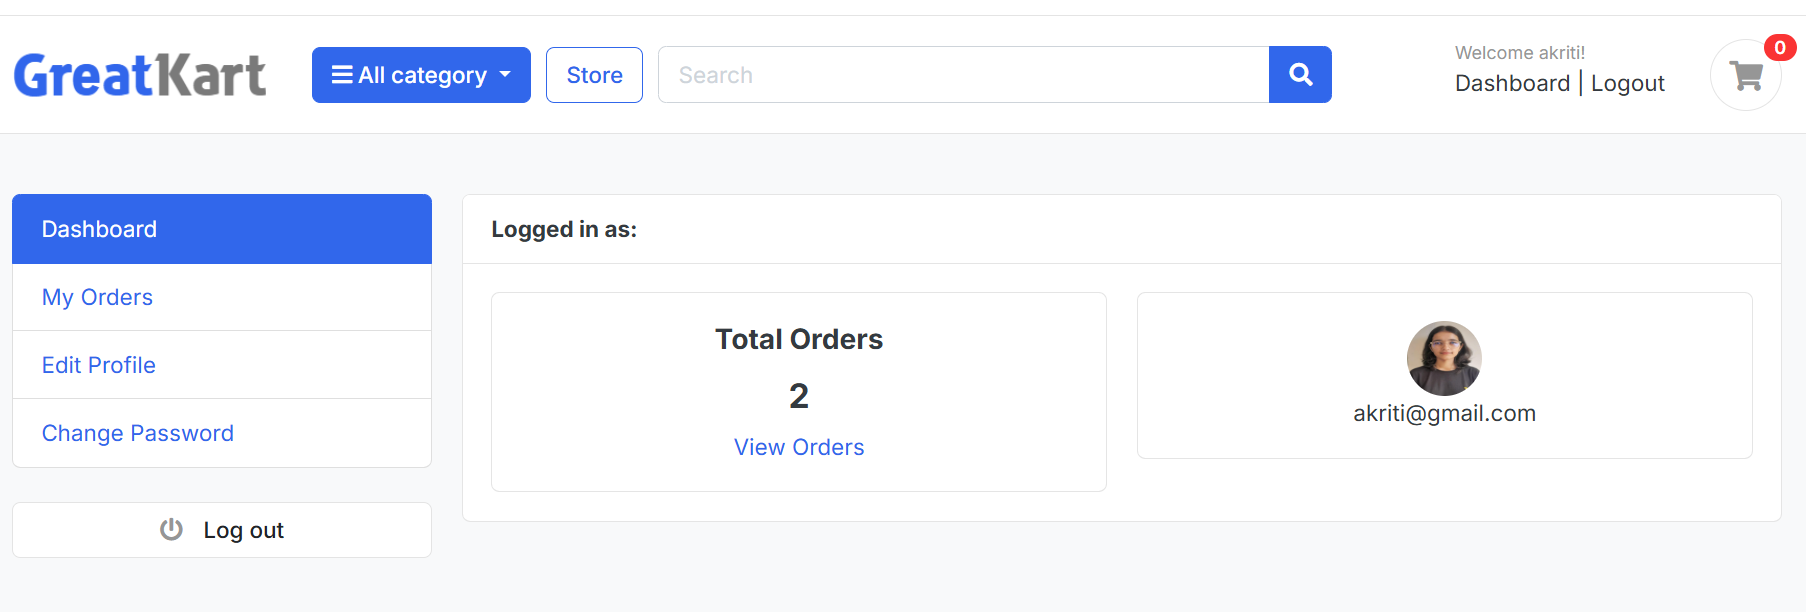 GreatKart
All category
Store
Search
Welcome akriti!
Dashboard | Logout
0
Dashboard
My Orders
Edit Profile
Change Password
Log out
Logged in as:
Total Orders
2
View Orders
akriti@gmail.com